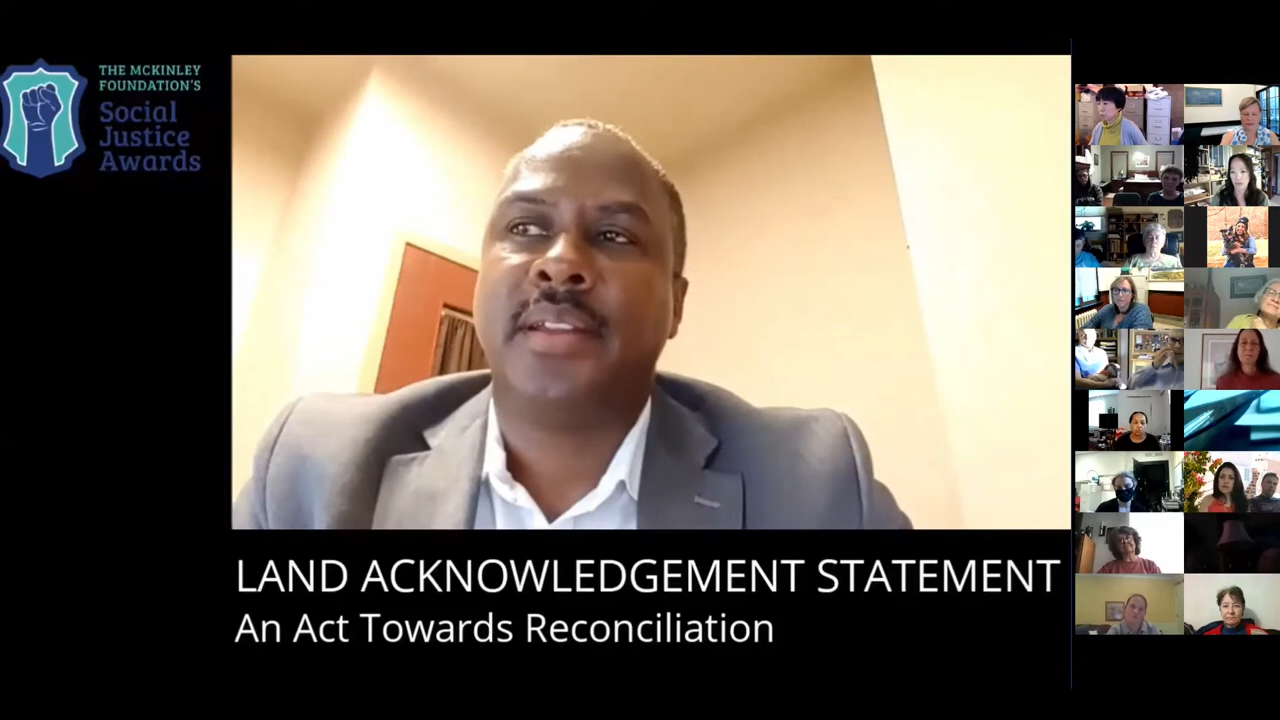 THE MCKINLEY
FOUNDATION'S
Social
Justice
Awards
LAND ACKNOWLEDGEMENT STATEMENT
An Act Towards Reconciliation